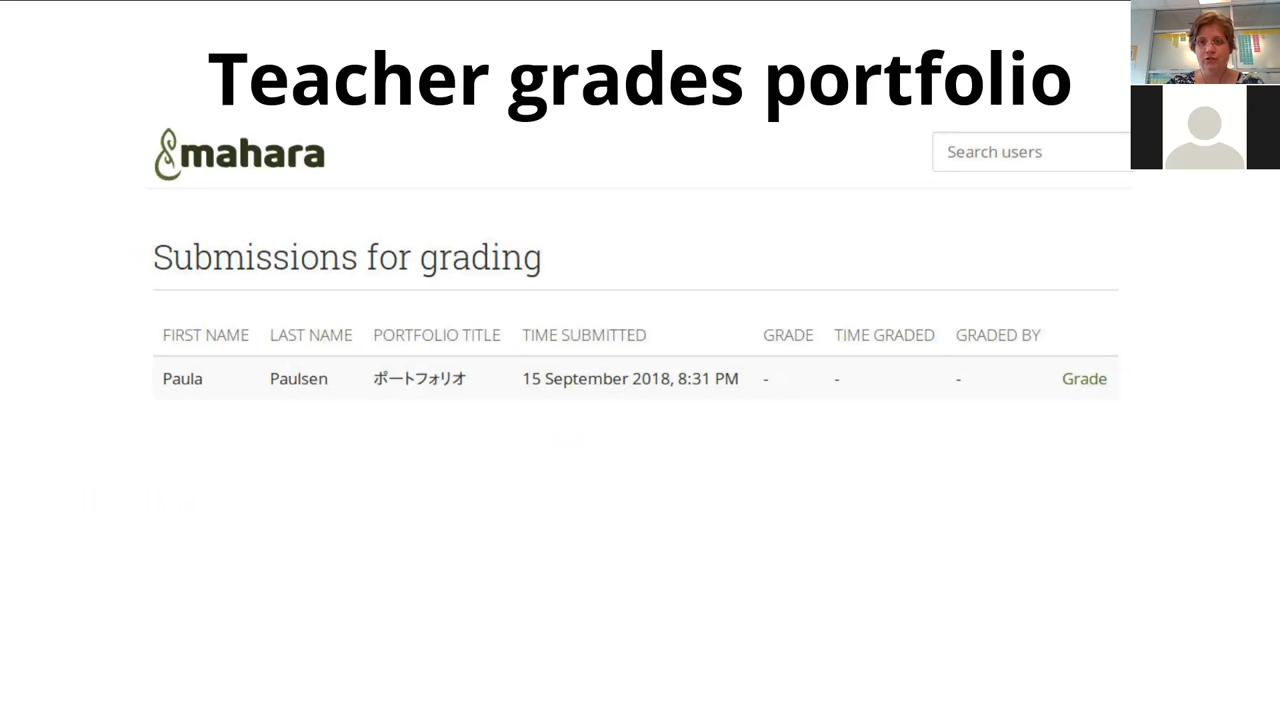 Teacher grades portfolio
mahara
Search users
Submissions for grading
FIRST NAME LAST NAME PORTFOLIO TITLE TIME SUBMITTED GRADE TIME GRADED GRADED BY
Paula Paulsen ポートフォリオ 15 September 2018, 8:31 PM - - - Grade